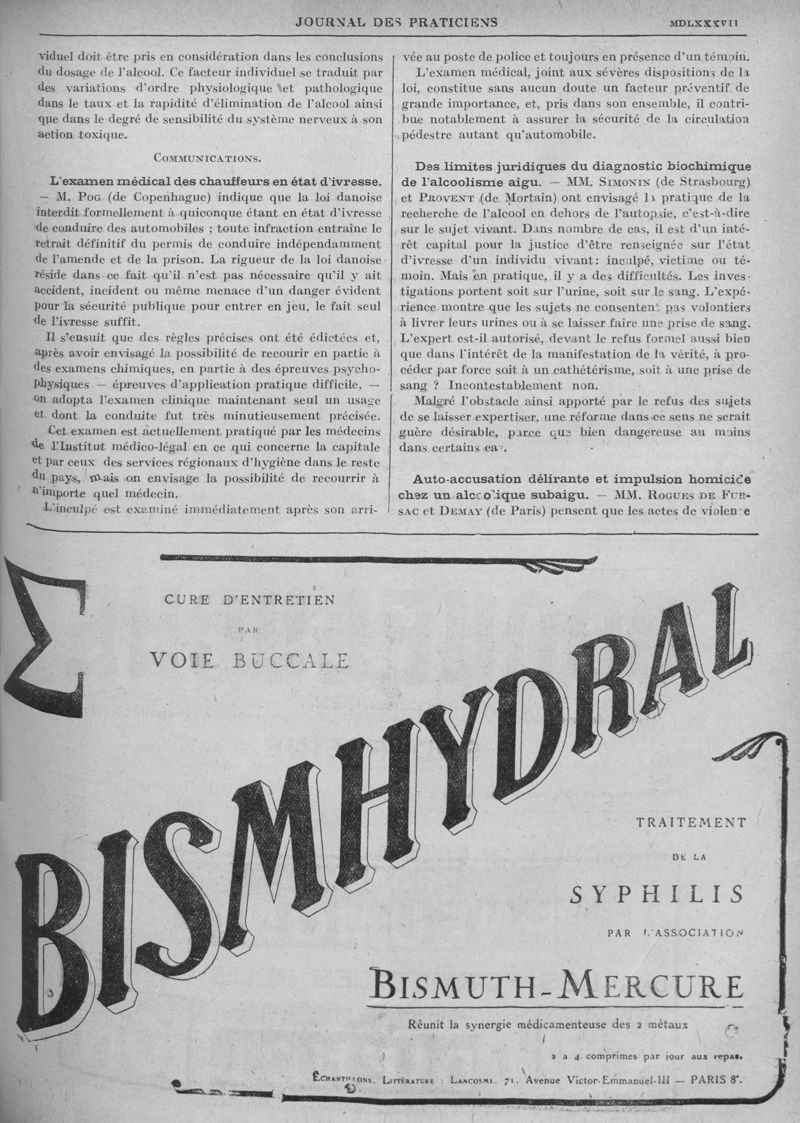 JOURNAL DES PRATICIENS
MDLXXXVII
viduel doit être pris en considération dans les conclusions
du dosage de l'alcool. Ce facteur individuel se traduit par
des variations d'ordre physiologique et pathologique
dans le taux et la rapidité d'élimination de l'alcool ainsi
que dans le degré de sensibilité du système nerveux à son
action toxique.
COMMUNICATIONS.
L'examen médical des chauffeurs en état d'ivresse.
— M. POG (de Copenhague) indique que la loi danoise
interdit formellement à quiconque étant en état d'ivresse
de conduire des automobiles ; toute infraction entraîne le
retrait définitif du permis de conduire indépendamment
de l'amende et de la prison. La rigueur de la loi danoise
réside dans ce fait qu'il n'est pas nécessaire qu'il y ait
accident, incident ou même menace d'un danger évident
pour la sécurité publique pour entrer en jeu, le fait seul
de l'ivresse suffit.
Il s'ensuit que des règles précises ont été édictées et,
après avoir envisagé la possibilité de recourir en partie à
des examens chimiques, en partie à des épreuves psycho-
physiques — épreuves d'application pratique difficile, —
on adopta l'examen clinique maintenant seul un usage
et dont la conduite fut très minutieusement précisée.
Cet examen est actuellement pratiqué par les médecins
de l'Institut médico-légal en ce qui concerne la capitale
et par ceux des services régionaux d'hygiène dans le reste
du pays, mais on envisage la possibilité de recourir à
n'importe quel médecin.
L'inculpé est examiné immédiatement après son arri-
vée au poste de police et toujours en présence d'un témoin.
L'examen médical, joint aux sévères dispositions de la
loi, constitue sans aucun doute un facteur préventif de
grande importance, et, pris dans son ensemble, il contri-
bue notablement à assurer la sécurité de la circulation
pédestre autant qu'automobile.
Des limites juridiques du diagnostic biochimique
de l'alcoolisme aigu. — MM. SIMONIN (de Strasbourg)
et PROVENT (de Mortain) ont envisagé la pratique de la
recherche de l'alcool en dehors de l'autopsie, c'est-à-dire
sur le sujet vivant. Dans nombre de cas, il est d'un inté-
rêt capital pour la justice d'être renseignée sur l'état
d'ivresse d'un individu vivant : inculpé, victime ou té-
moin. Mais en pratique, il y a des difficultés. Les inves-
tigations portent soit sur l'urine, soit sur le sang. L'expé-
rience montre que les sujets ne consentent pas volontiers
à livrer leurs urines ou à se laisser faire une prise de sang.
L'expert est-il autorisé, devant le refus formel aussi bien
que dans l'intérêt de la manifestation de la vérité, à pro-
céder par force soit à un cathétérisme, soit à une prise de
sang ? Incontestablement non.
Malgré l'obstacle ainsi apporté par le refus des sujets
de se laisser expertiser, une réforme dans ce sens ne serait
guère désirable, parce que bien dangereuse au moins
dans certains cas.
Auto-accusation délirante et impulsion homicide
chez un alcoolique subaigu. — MM. ROGUES DE FUR-
SAC et DEMAY (de Paris) pensent que les actes de violence
CURE D'ENTRETIEN
PAR
VOIE BUCCALE
BISMHYDRAL
TRAITEMENT
DE LA
SYPHILIS
PAR L'ASSOCIATION
BISMUTH-MERCURE
Réunit la synergie médicamenteuse des 2 métaux
2 a 4 comprimes par jour aux repas.
ÉCHANTILLONS, LITTÉRATURE : LANCOSME, 71, Avenue Victor-Emmanuel-III — PARIS 8e.